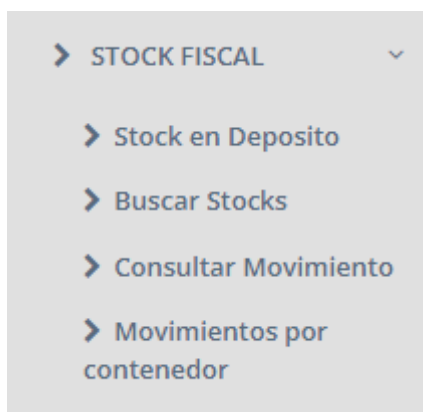 STOCK FISCAL
Stock en Deposito
Buscar Stocks
Consultar Movimiento
Movimientos por
contenedor